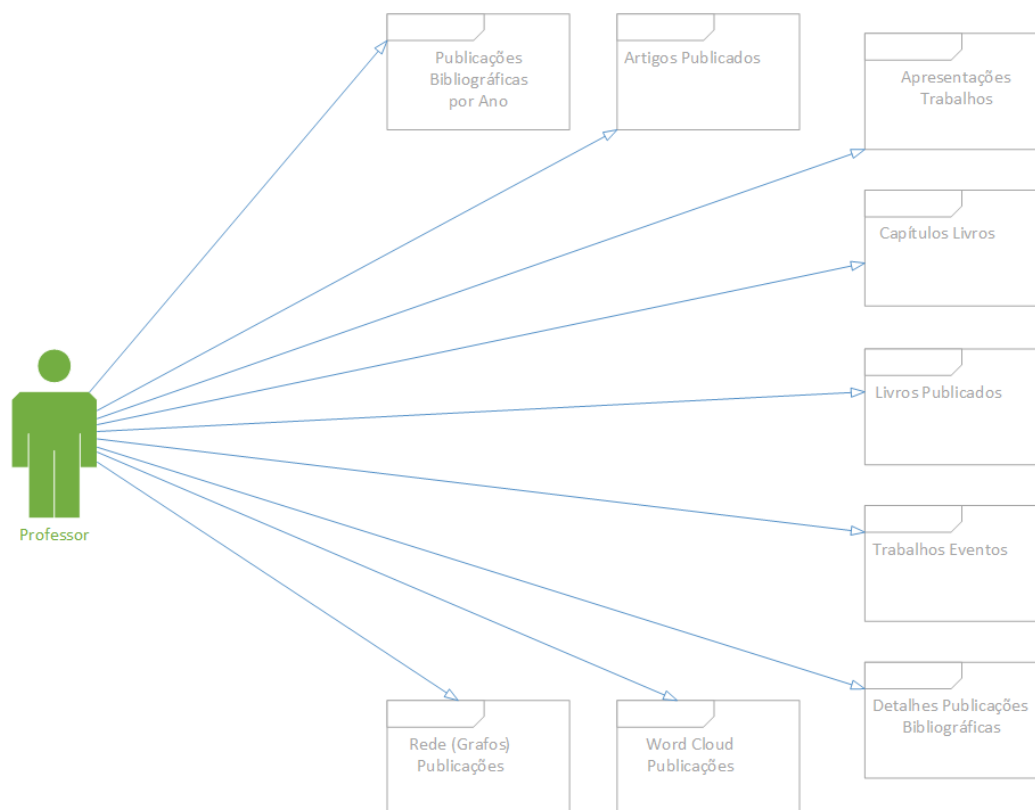 Publicações
Bibliográficas
por Ano
Artigos Publicados
Apresentações
Trabalhos
Capítulos Livros
Livros Publicados
Professor
Trabalhos Eventos
Detalhes Publicações
Bibliográficas
Rede (Grafos)
Publicações
Word Cloud
Publicações